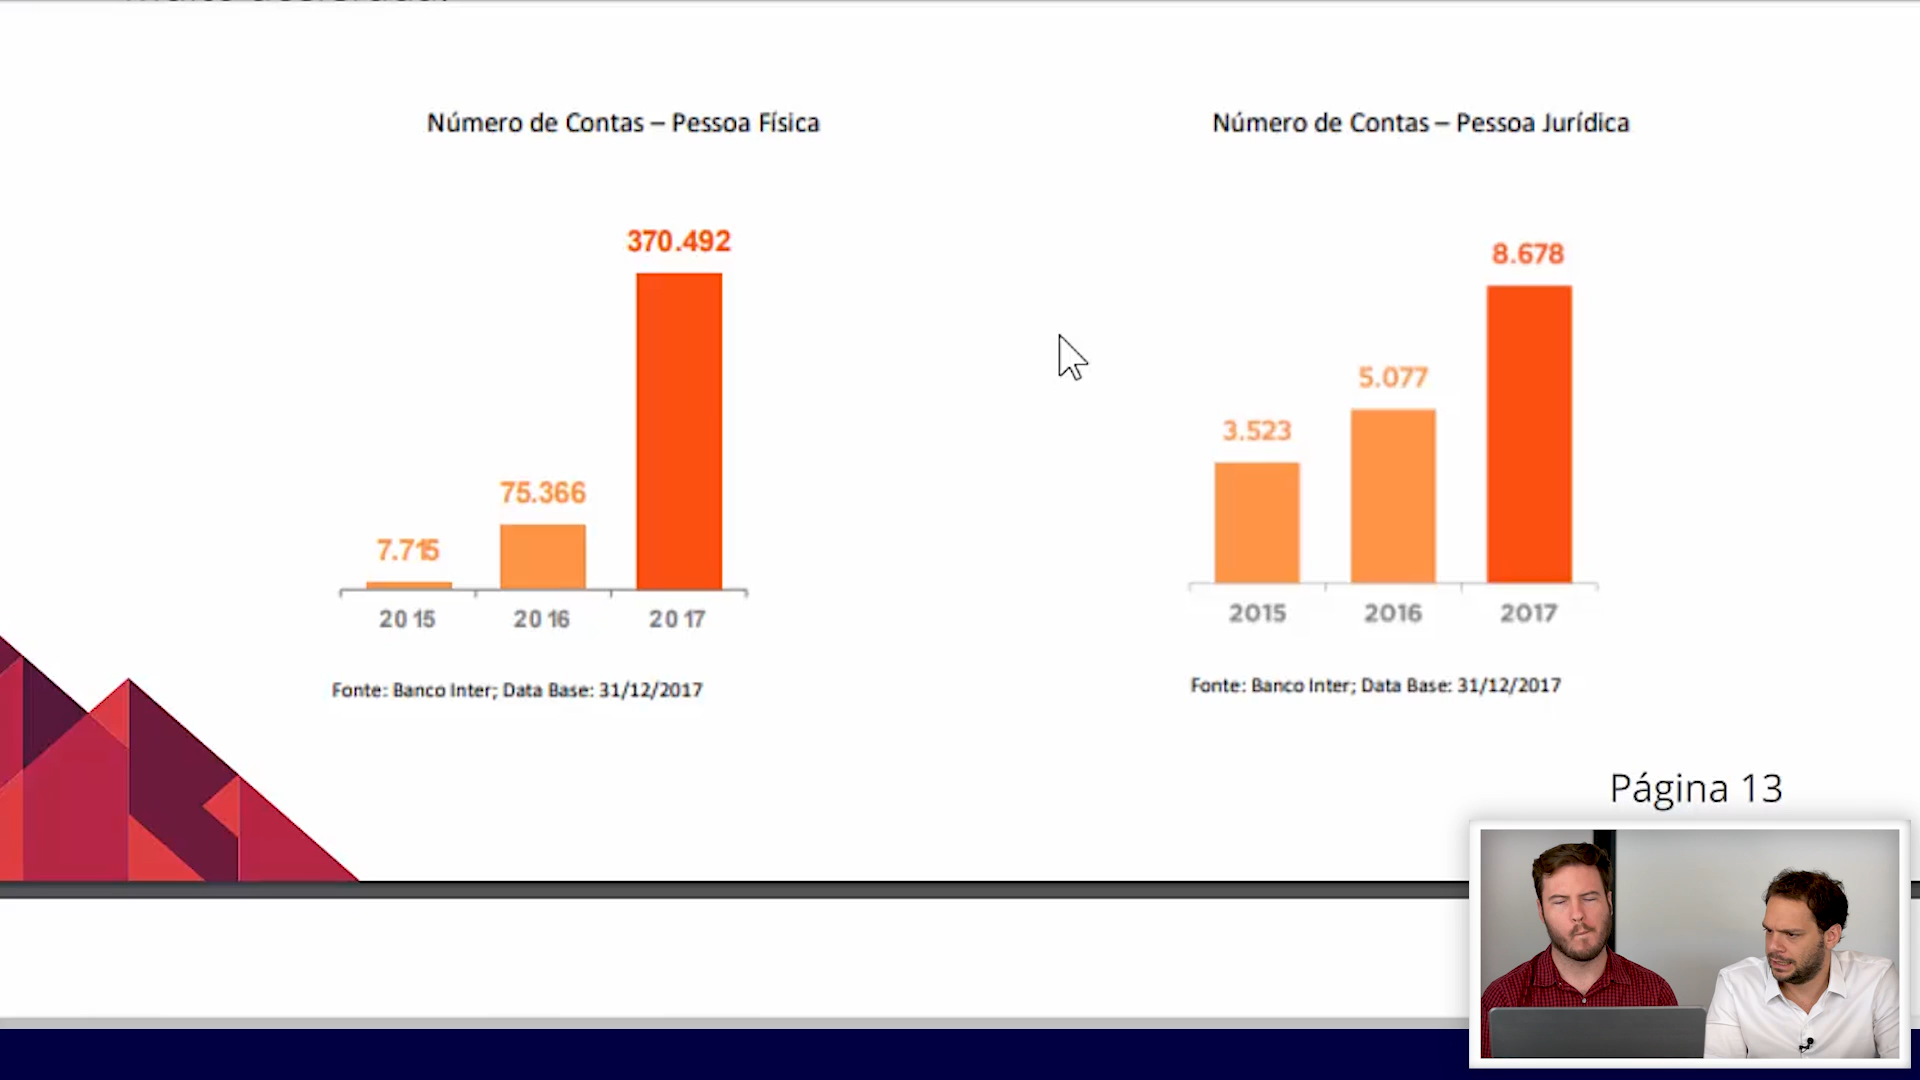 Número de Contas – Pessoa Física
370.492
75.366
7.715
2015 2016 2017
Fonte: Banco Inter; Data Base: 31/12/2017
Número de Contas – Pessoa Jurídica
8.678
5.077
3.523
2015 2016 2017
Fonte: Banco Inter; Data Base: 31/12/2017
Página 13